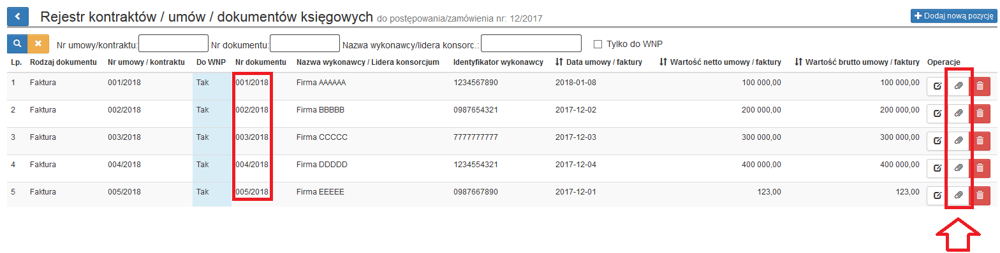 Rejestr kontraktów / umów / dokumentów księgowych do postępowania/zamówienia nr: 12/2017 Dodaj nową pozycję
Nr umowy/kontraktu: Nr dokumentu: Nazwa wykonawcy/lidera konsorc.: Tylko do WNP
Lp. Rodzaj dokumentu Nr umowy / kontraktu Do WNP Nr dokumentu Nazwa wykonawcy / Lidera konsorcjum Identyfikator wykonawcy Data umowy / faktury Wartość netto umowy / faktury Wartość brutto umowy / faktury Operacje
1 Faktura 001/2018 Tak 001/2018 Firma AAAAAA 1234567890 2018-01-08 100 000,00 100 000,00
2 Faktura 002/2018 Tak 002/2018 Firma BBBBB 0987654321 2017-12-02 200 000,00 200 000,00
3 Faktura 003/2018 Tak 003/2018 Firma CCCCC 7777777777 2017-12-03 300 000,00 300 000,00
4 Faktura 004/2018 Tak 004/2018 Firma DDDDD 1234554321 2017-12-04 400 000,00 400 000,00
5 Faktura 005/2018 Tak 005/2018 Firma EEEEE 0987667890 2017-12-01 123,00 123,00